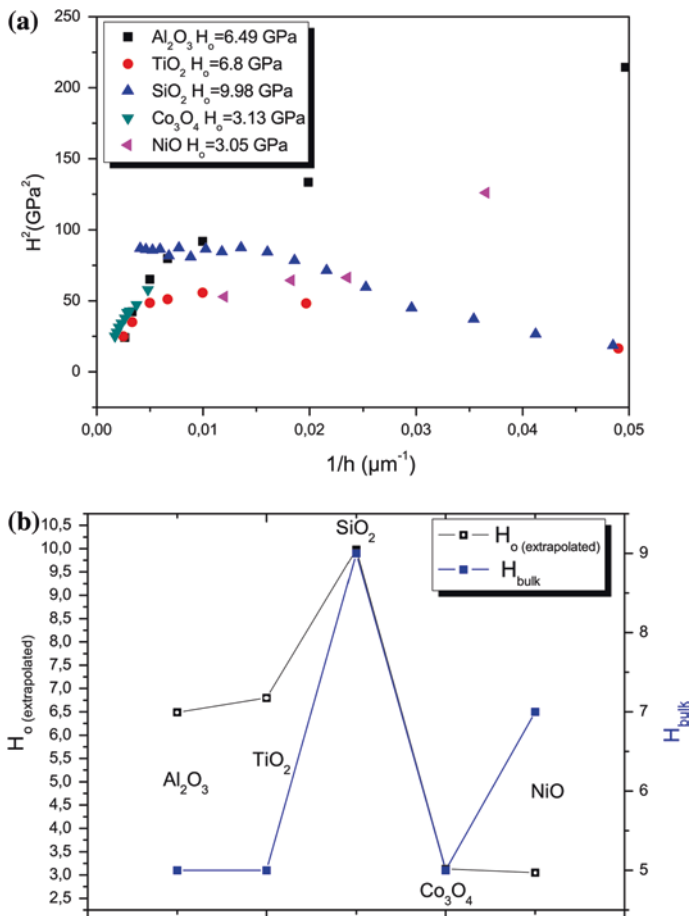 (a)
250
200
150
100
50
0
H²(GPa²)
Al₂O₃ Hₒ=6.49 GPa
TiO₂ Hₒ=6.8 GPa
SiO₂ Hₒ=9.98 GPa
Co₃O₄ Hₒ=3.13 GPa
NiO Hₒ=3.05 GPa
0,00 0,01 0,02 0,03 0,04 0,05
1/h (µm⁻¹)
(b)
10,5
10,0
9,5
9,0
8,5
8,0
7,5
7,0
6,5
6,0
5,5
5,0
4,5
4,0
3,5
3,0
2,5
Hₒ (extrapolated)
SiO₂
Hₒ (extrapolated)
H bulk
Al₂O₃
TiO₂
NiO
Co₃O₄
9
8
7
6
5
H bulk